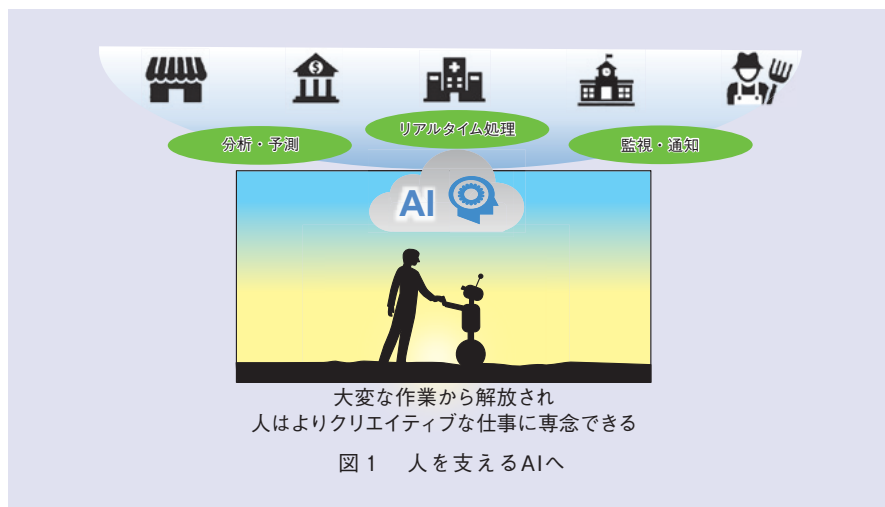 分析・予測
リアルタイム処理
監視・通知
AI
大変な作業から解放され
人はよりクリエイティブな仕事に専念できる
図1 人を支えるAIへ